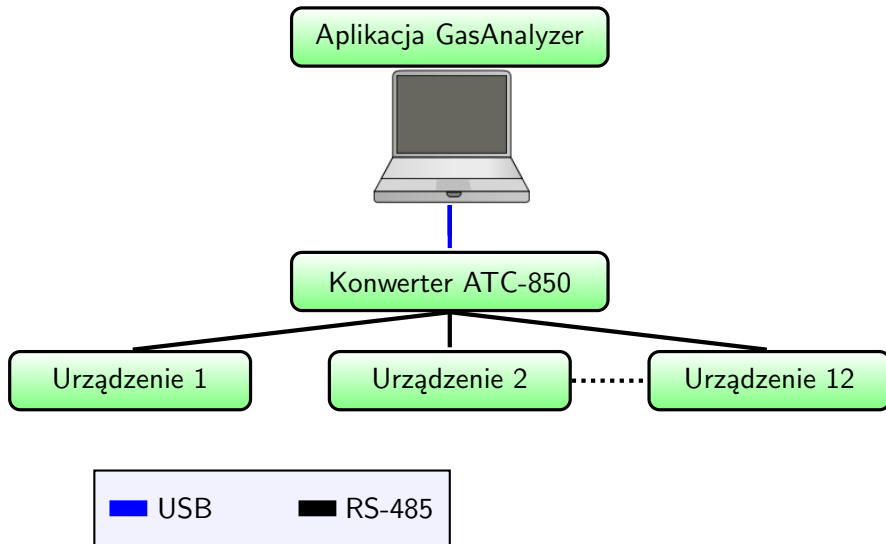 Aplikacja GasAnalyzer
Konwerter ATC-850
Urządzenie 1
Urządzenie 2
Urządzenie 12
USB
RS-485